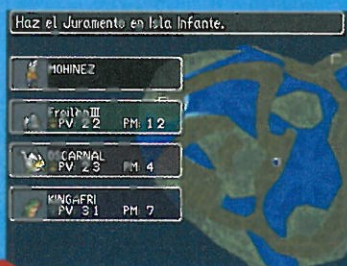 Haz el Juramento en Isla Infante.
MOHINEZ
FroilánIII
PV: 22 PM: 12
CARNAL
PV: 23 PM: 4
KINGAFRI
PV: 31 PM: 7